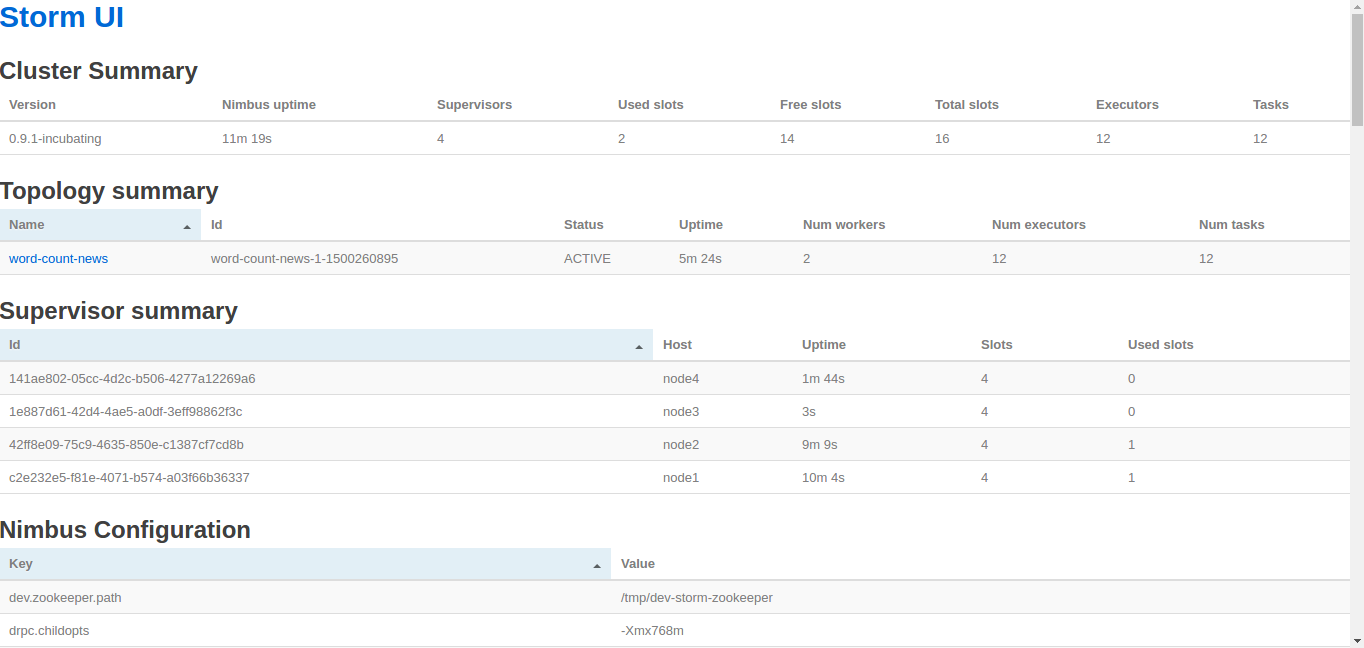 Storm UI
Cluster Summary
Version Nimbus uptime Supervisors Used slots Free slots Total slots Executors Tasks
0.9.1-incubating 11m 19s 4 2 14 16 12 12
Topology summary
Name Id Status Uptime Num workers Num executors Num tasks
word-count-news word-count-news-1-1500260895 ACTIVE 5m 24s 2 12 12
Supervisor summary
Id Host Uptime Slots Used slots
141ae802-05cc-4d2c-b506-4277a12269a6 node4 1m 44s 4 0
1e887d61-42d4-4ae5-a0df-3eff98862f3c node3 3s 4 0
42ff8e09-75c9-4635-850e-c1387cf7cd8b node2 9m 9s 4 1
c2e232e5-f81e-4071-b574-a03f66b36337 node1 10m 4s 4 1
Nimbus Configuration
Key Value
dev.zookeeper.path /tmp/dev-storm-zookeeper
drpc.childopts -Xmx768m